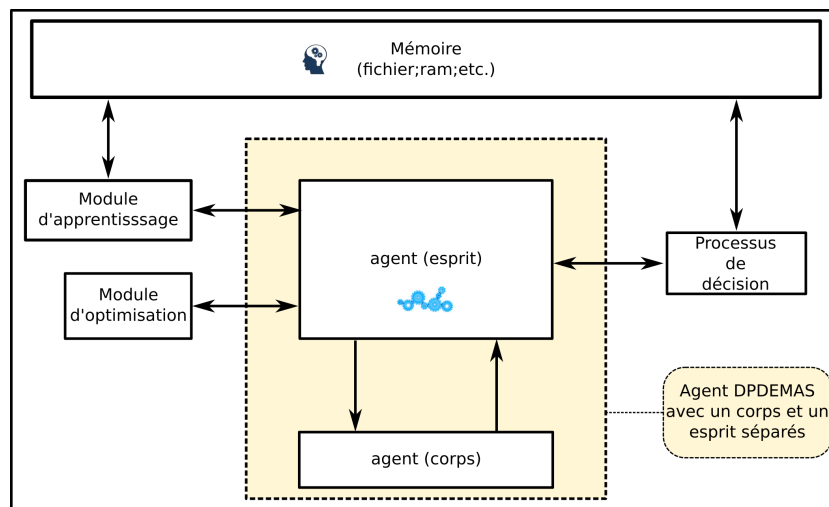 Mémoire
(fichier;ram;etc.)
Module
d'apprentisssage
agent (esprit)
Processus
de
décision
Module
d'optimisation
Agent DPDEMAS
avec un corps et un
esprit séparés
agent (corps)